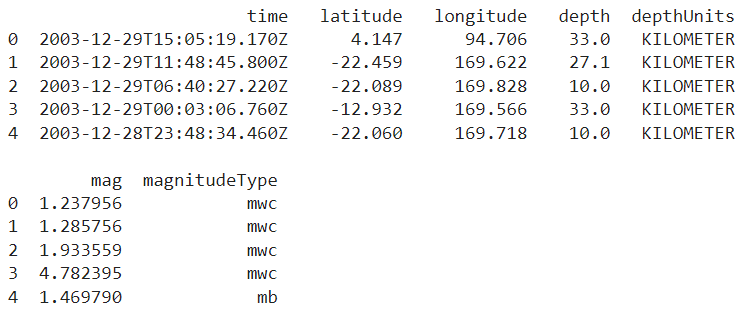 time latitude longitude depth depthUnits
0 2003-12-29T15:05:19.170Z 4.147 94.706 33.0 KILOMETER
1 2003-12-29T11:48:45.800Z -22.459 169.622 27.1 KILOMETER
2 2003-12-29T06:40:27.220Z -22.089 169.828 10.0 KILOMETER
3 2003-12-29T00:03:06.760Z -12.932 169.566 33.0 KILOMETER
4 2003-12-28T23:48:34.460Z -22.060 169.718 10.0 KILOMETER
mag magnitudeType
0 1.237956 mwc
1 1.285756 mwc
2 1.933559 mwc
3 4.782395 mwc
4 1.469790 mb